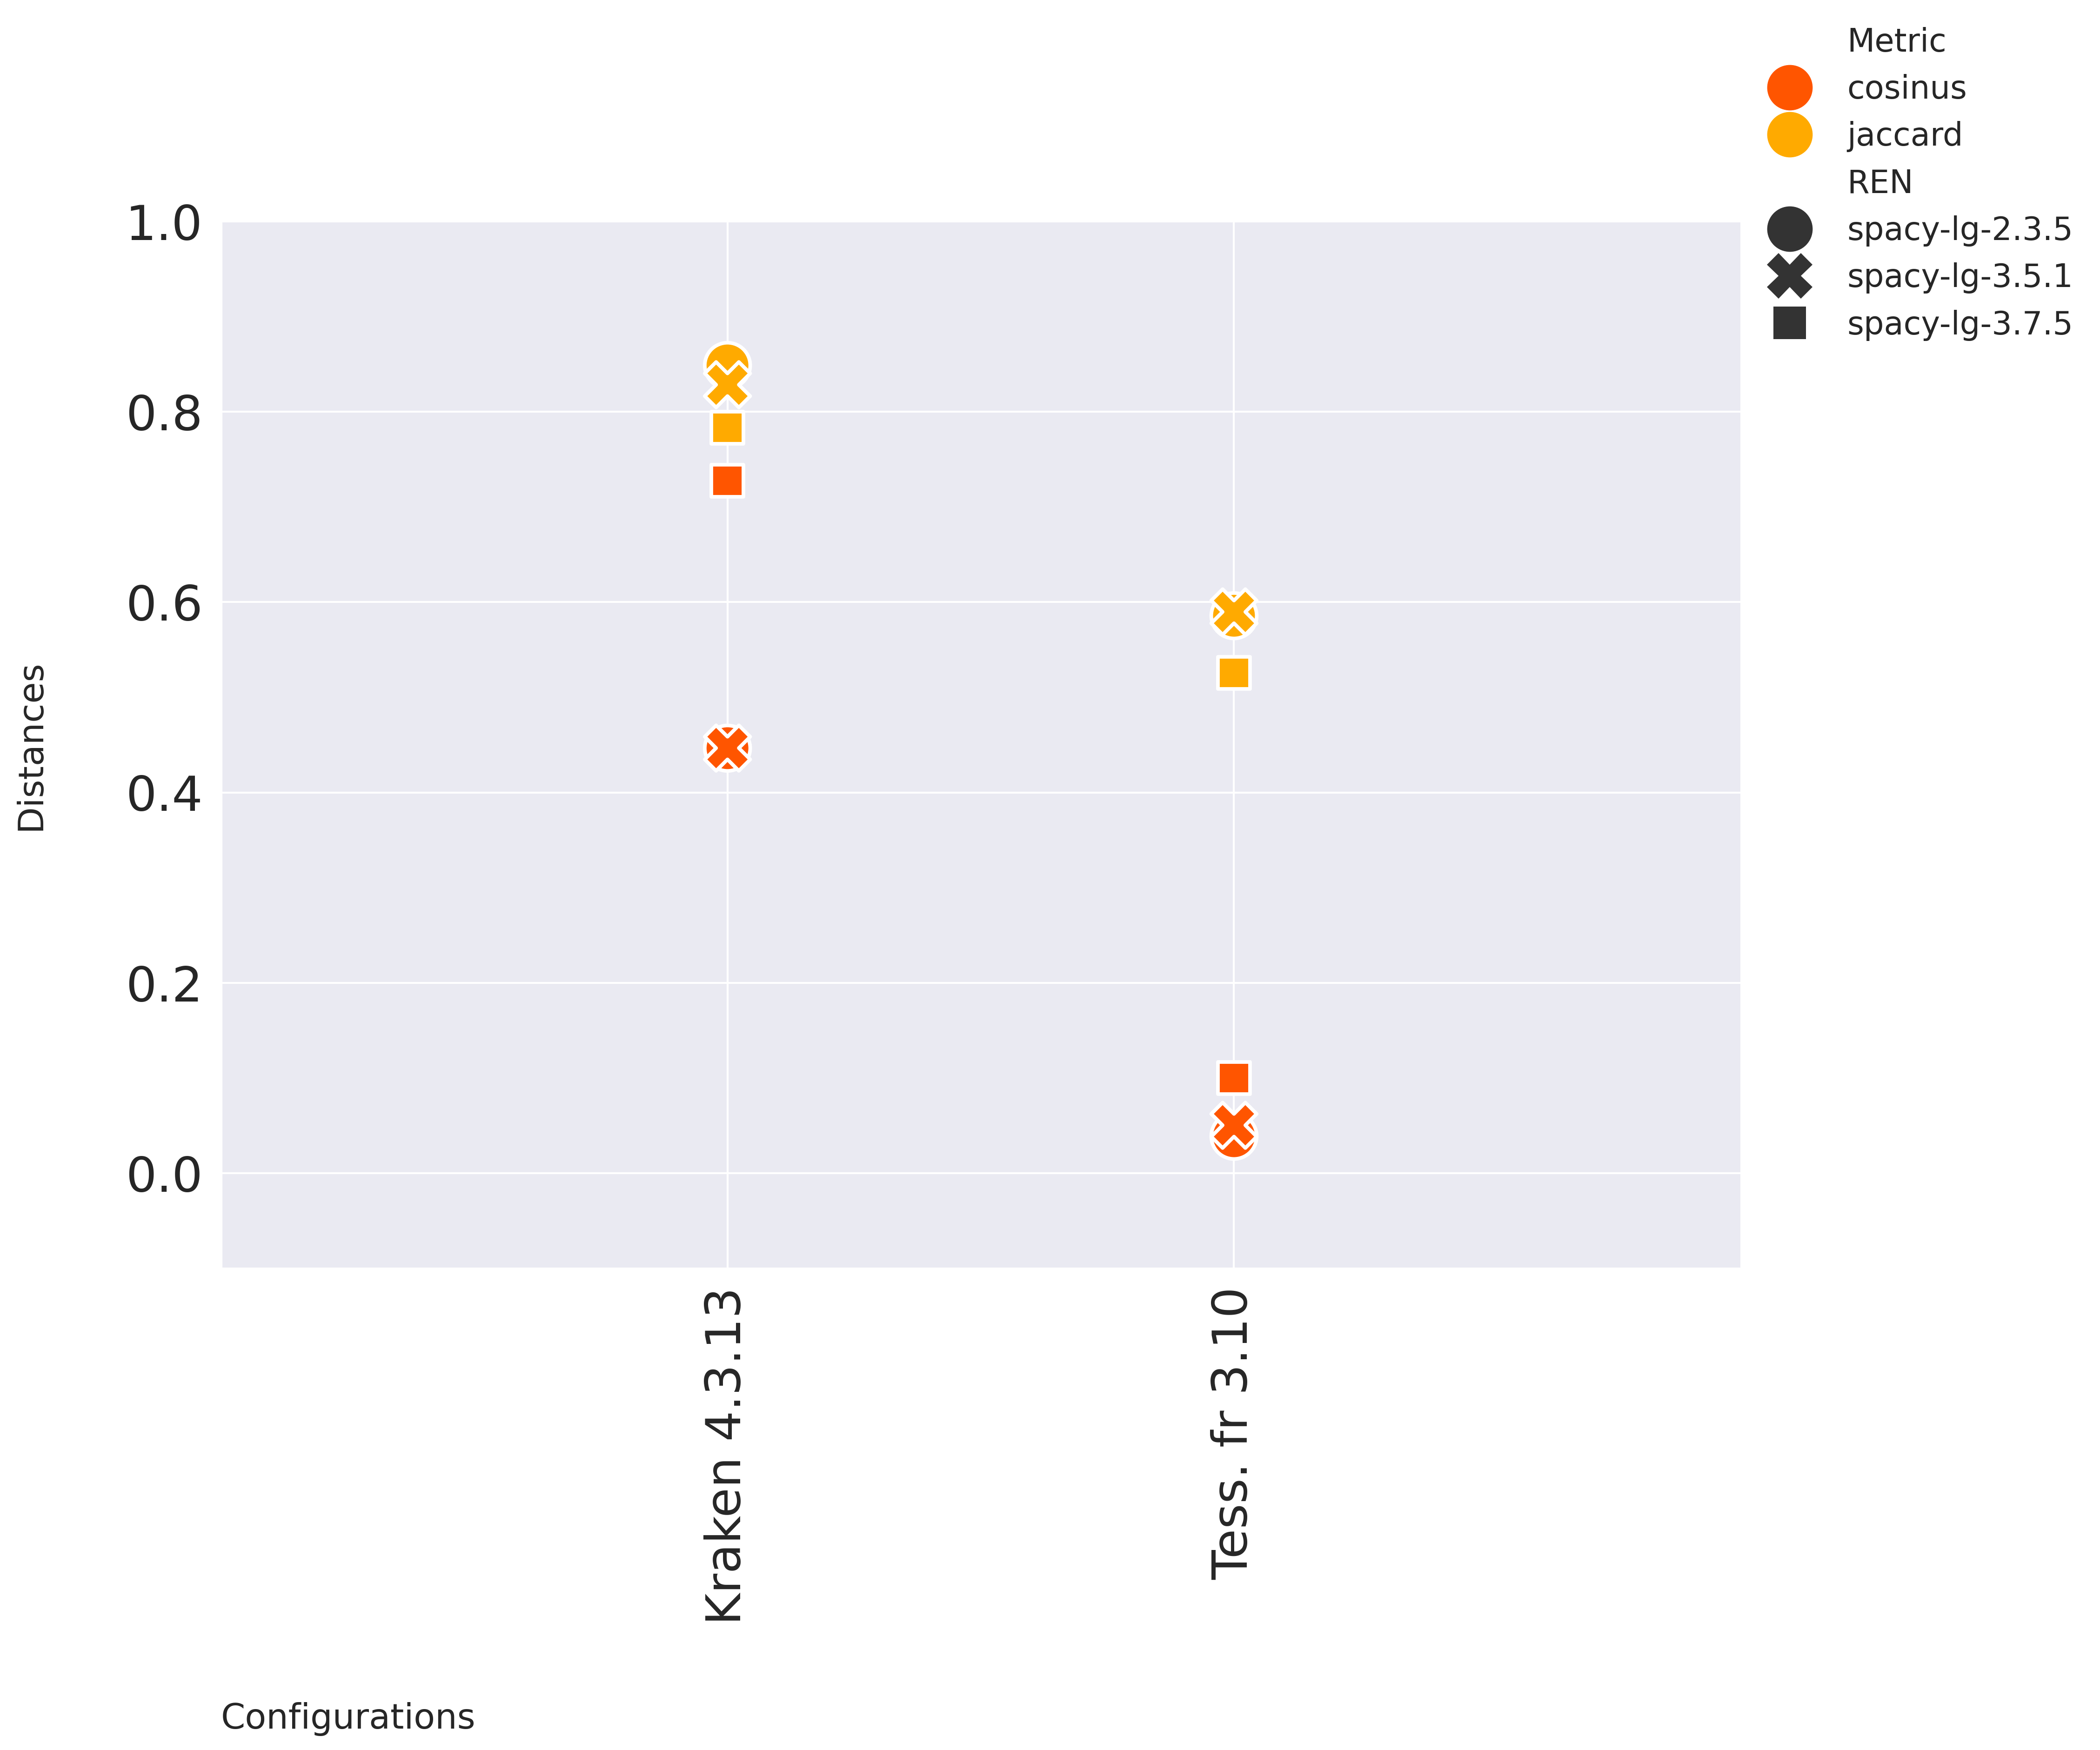 Metric
cosinus
jaccard
REN
spacy-lg-2.3.5
spacy-lg-3.5.1
spacy-lg-3.7.5
1.0
0.8
0.6
0.4
0.2
0.0
Distances
Kraken 4.3.13
Tess. fr 3.10
Configurations